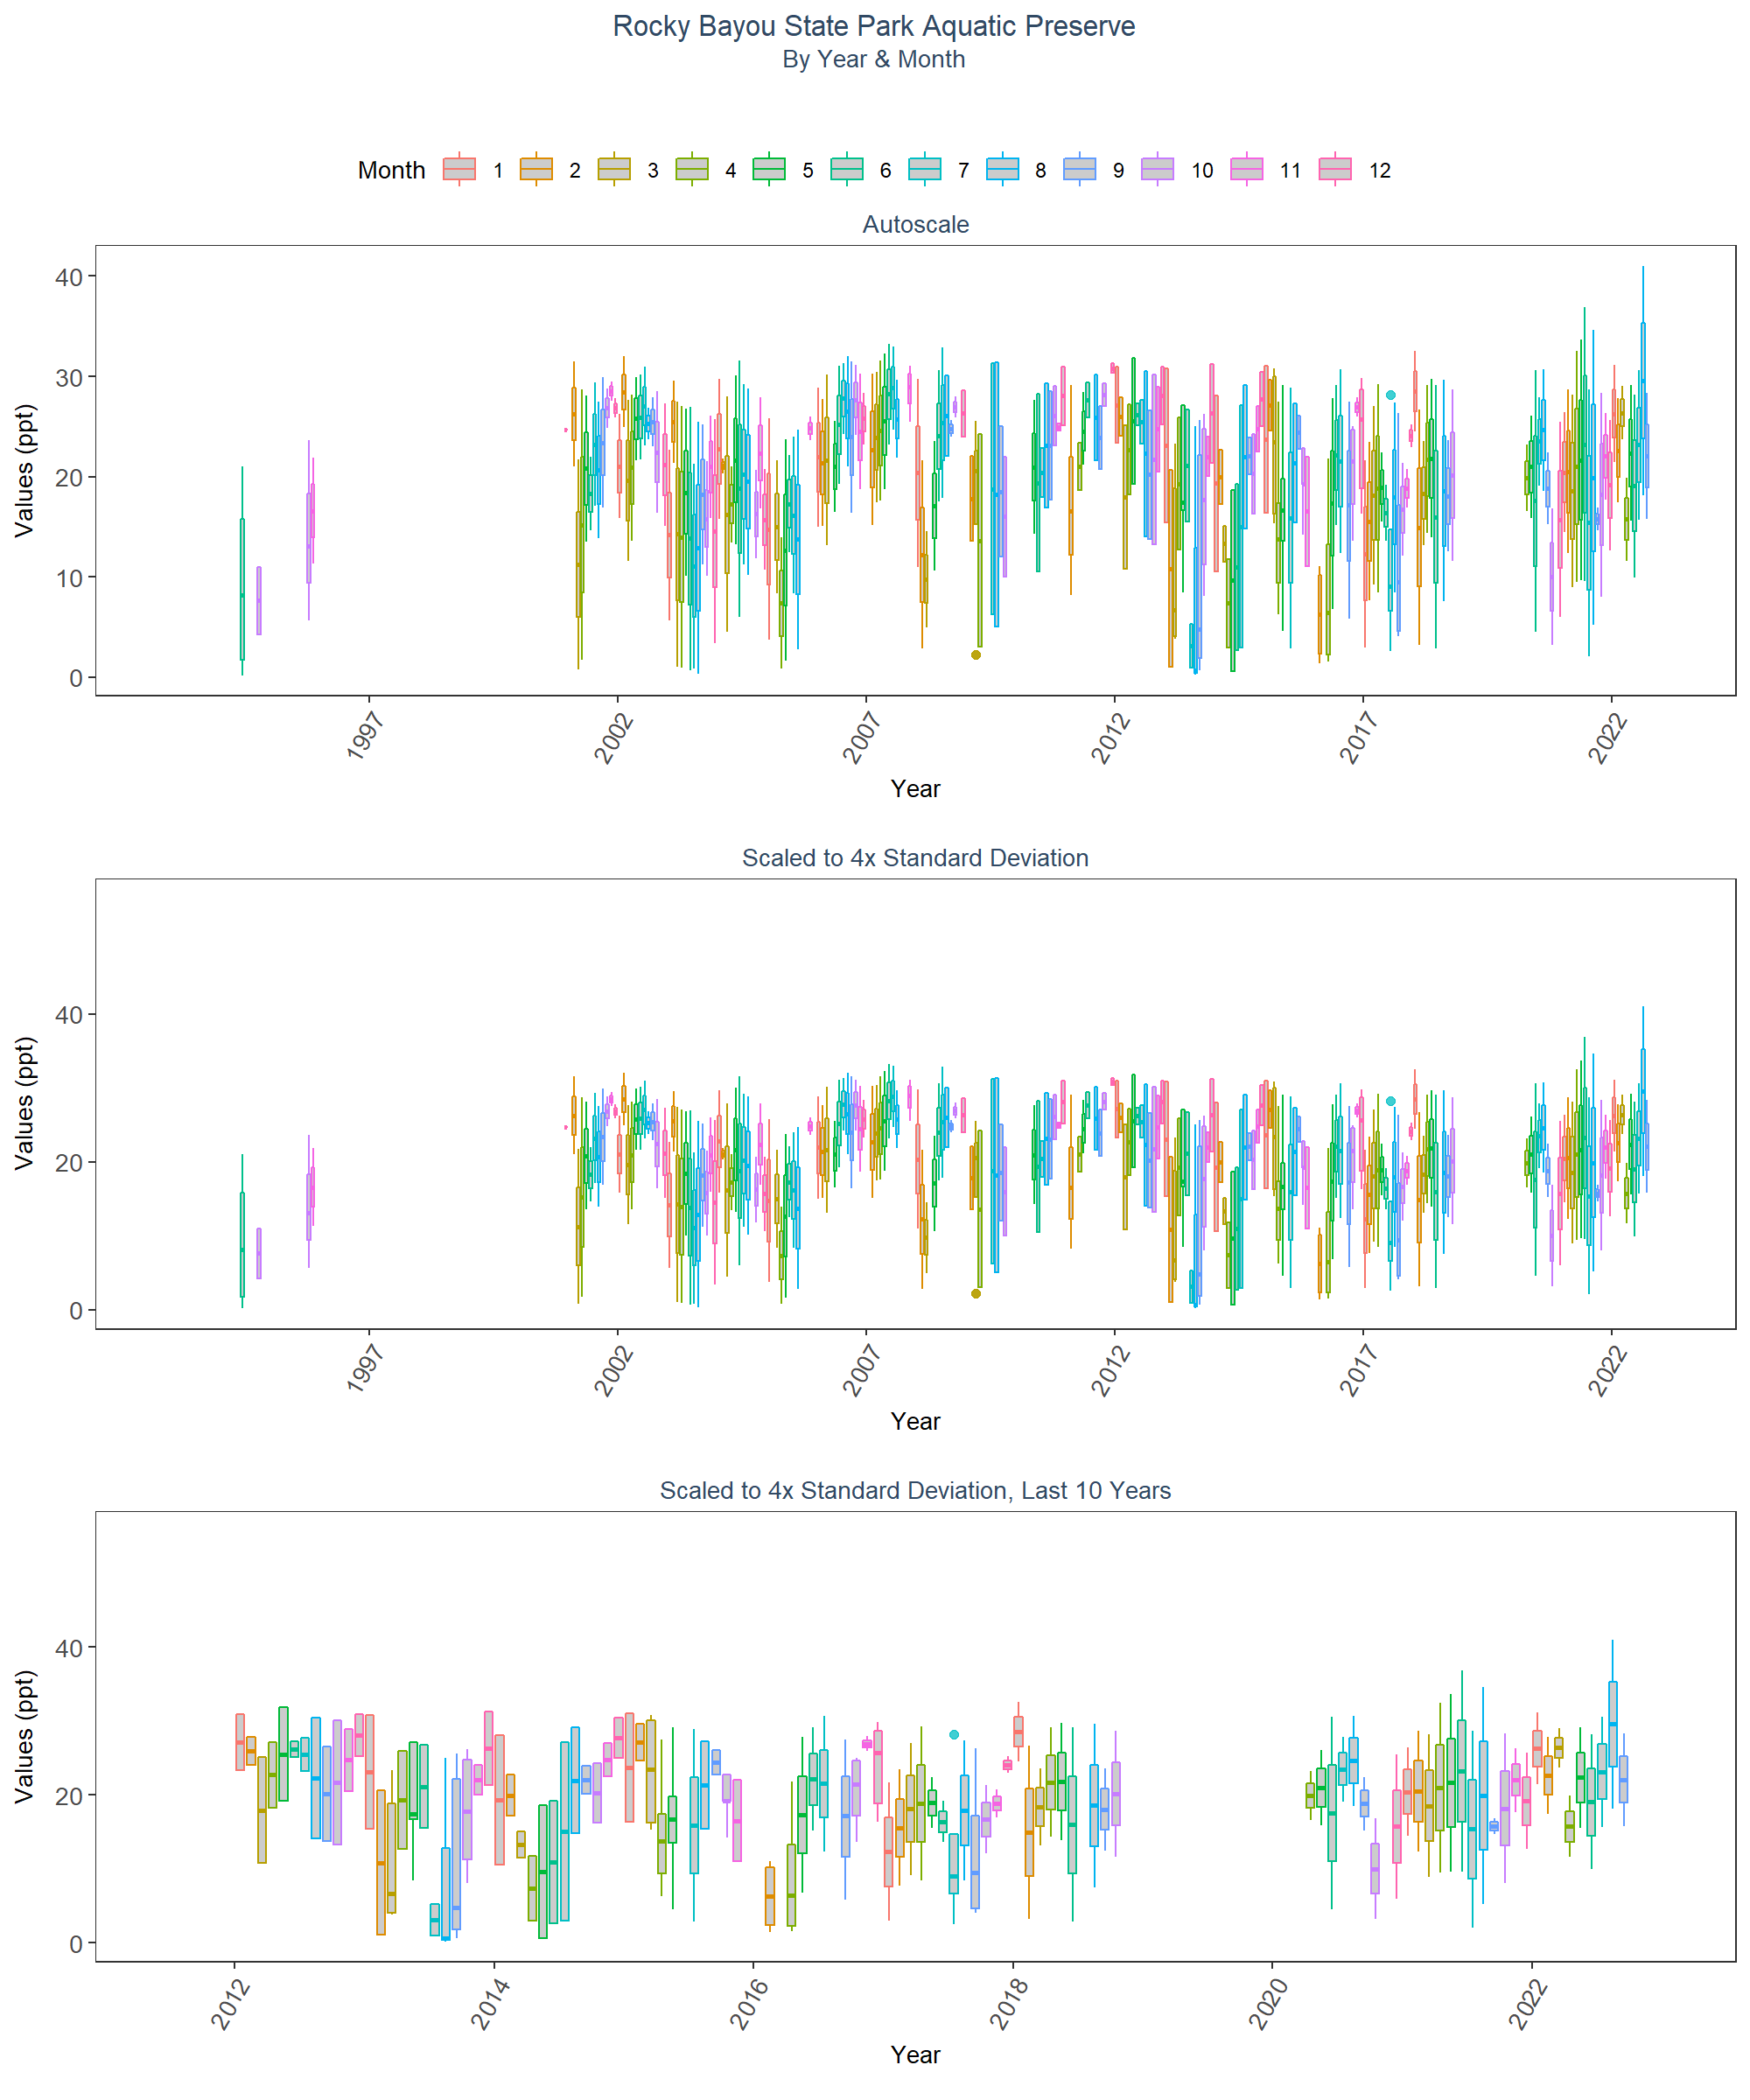 Rocky Bayou State Park Aquatic Preserve
By Year & Month
Month 1 2 3 4 5 6 7 8 9 10 11 12
Autoscale
Values (ppt)
40
30
20
10
0
1997 2002 2007 2012 2017 2022
Year
Scaled to 4x Standard Deviation
Values (ppt)
40
20
0
1997 2002 2007 2012 2017 2022
Year
Scaled to 4x Standard Deviation, Last 10 Years
Values (ppt)
40
20
0
2012 2014 2016 2018 2020 2022
Year